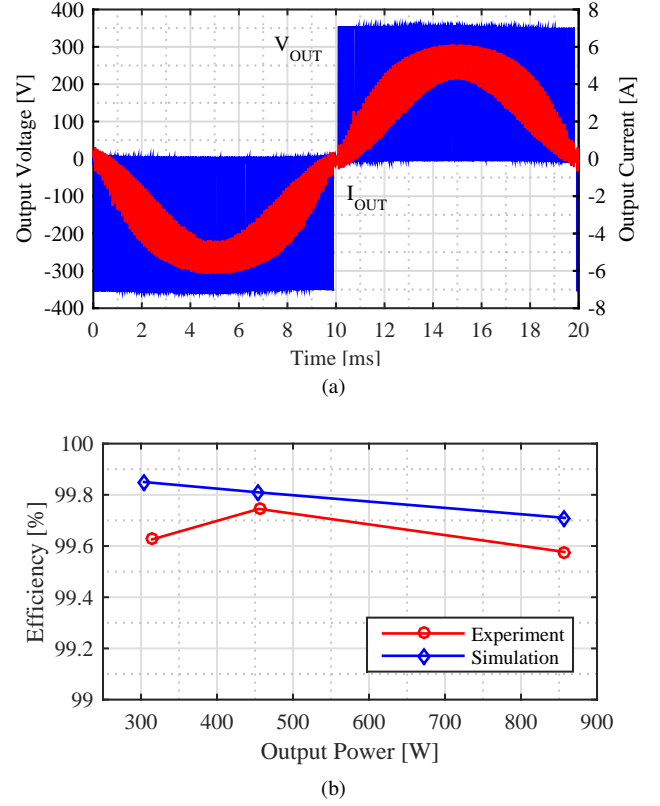 400
300
200
100
0
-100
-200
-300
-400
Output Voltage [V]
8
6
4
2
0
-2
-4
-6
-8
Output Current [A]
V_OUT
I_OUT
0 2 4 6 8 10 12 14 16 18 20
Time [ms]
(a)
100
99.8
99.6
99.4
99.2
99
Efficiency [%]
Experiment
Simulation
300 400 500 600 700 800 900
Output Power [W]
(b)